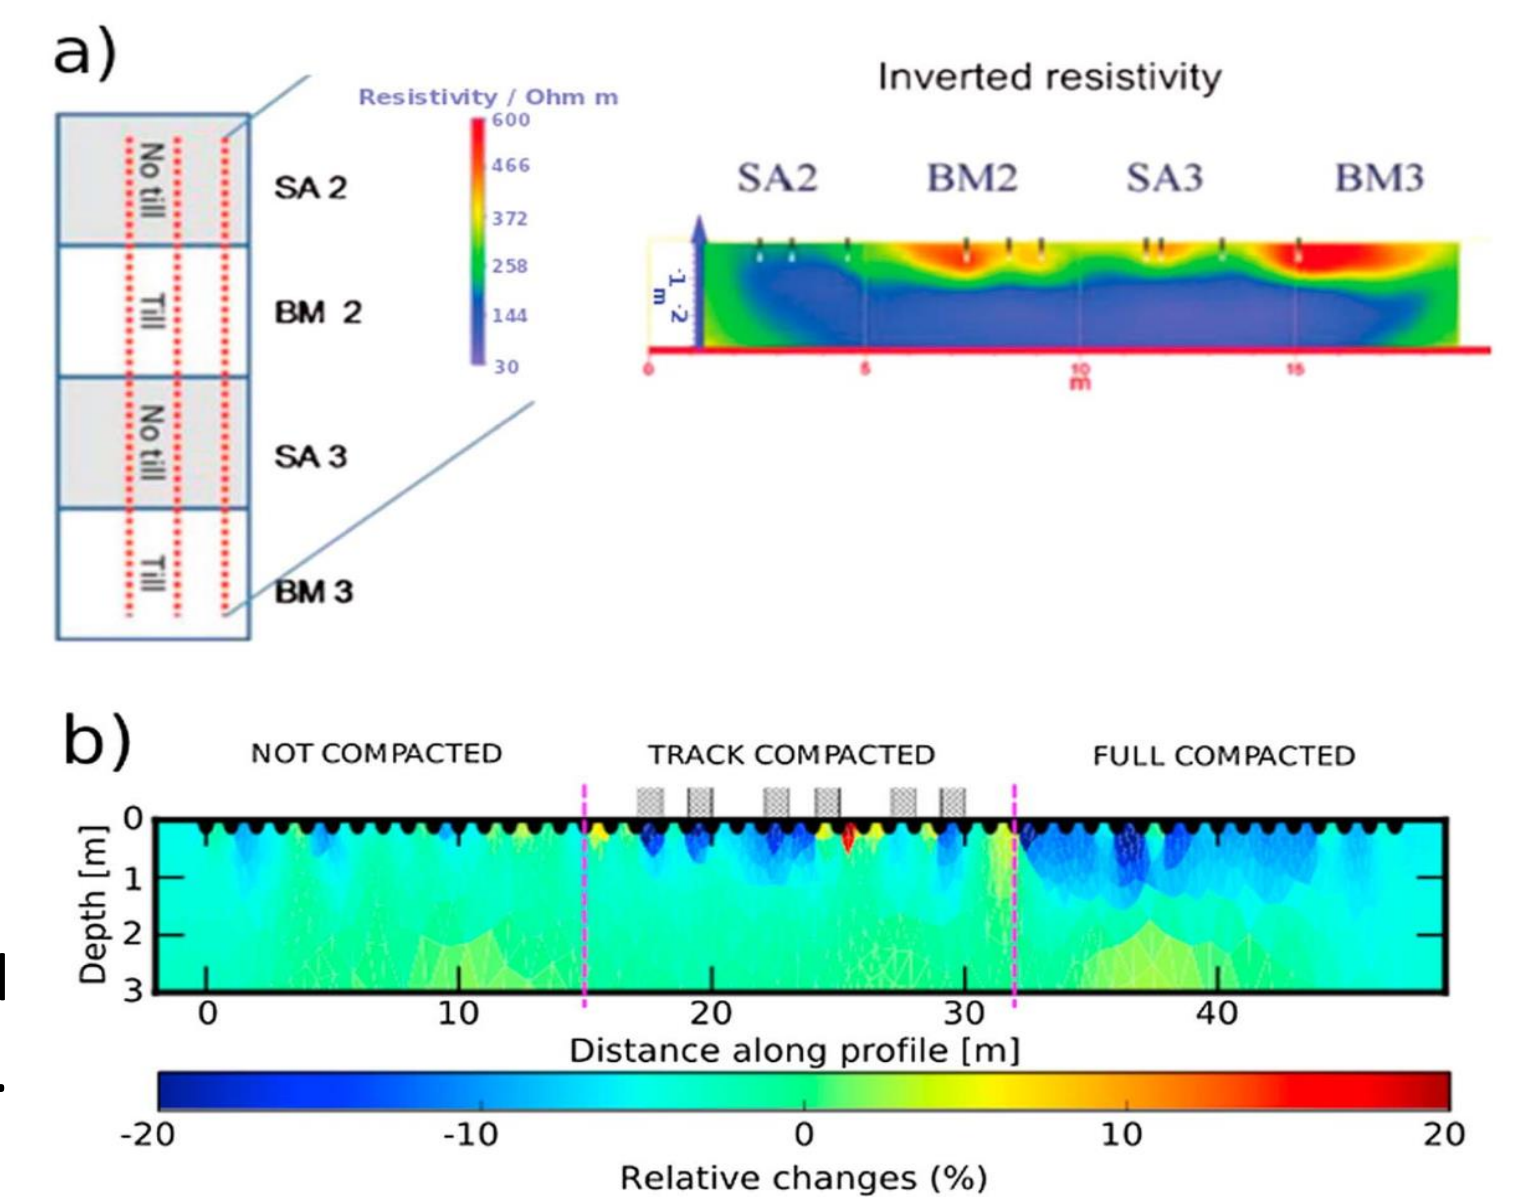 a)
Inverted resistivity
Resistivity / Ohm m
600
466
372
258
144
30
No till
SA 2
Till
BM 2
No till
SA 3
Till
BM 3
SA2 BM2 SA3 BM3
-1 -2
m
0 5 10 15
m
b)
NOT COMPACTED TRACK COMPACTED FULL COMPACTED
Depth [m]
0
1
2
3
0 10 20 30 40
Distance along profile [m]
-20 -10 0 10 20
Relative changes (%)